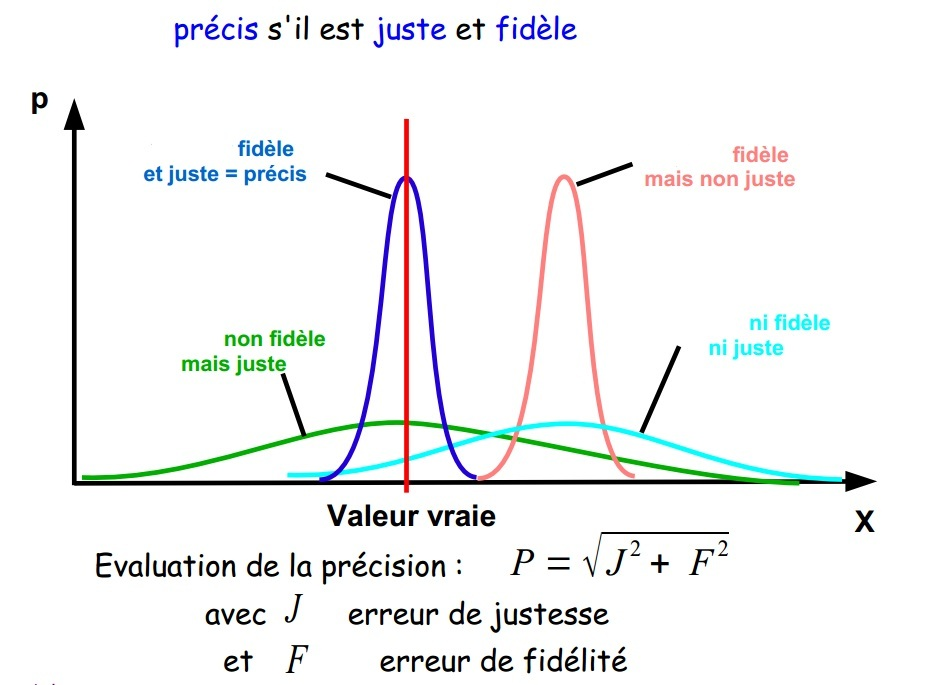 précis s'il est juste et fidèle
p
fidèle
et juste = précis
fidèle
mais non juste
non fidèle
mais juste
ni fidèle
ni juste
Valeur vraie
X
Evaluation de la précision : P = √J² + F²
avec J erreur de justesse
et F erreur de fidélité